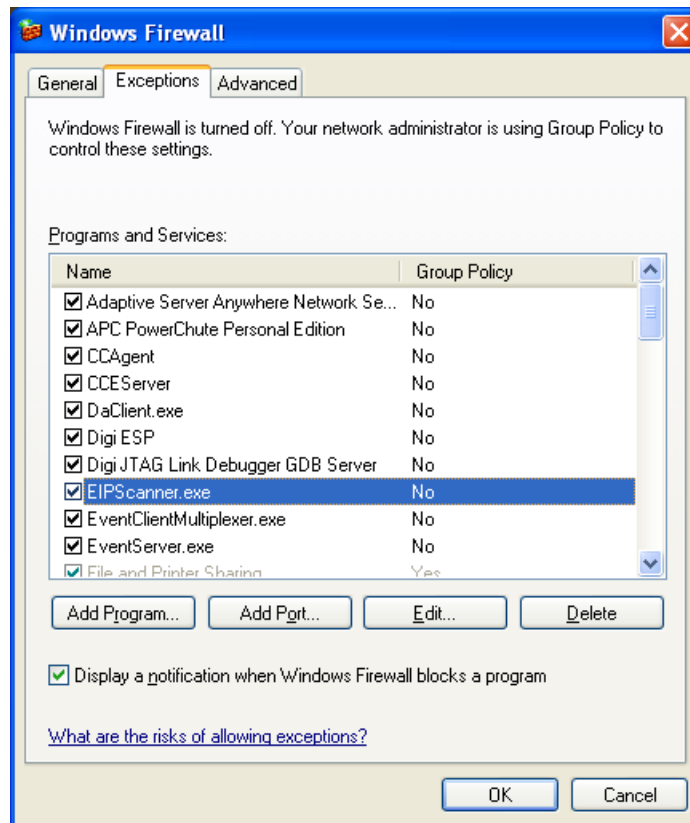 Windows Firewall
General Exceptions Advanced
Windows Firewall is turned off. Your network administrator is using Group Policy to
control these settings.
Programs and Services:
Name Group Policy
Adaptive Server Anywhere Network Se... No
APC PowerChute Personal Edition No
CCAgent No
CCEServer No
DaClient.exe No
Digi ESP No
Digi JTAG Link Debugger GDB Server No
EIPScanner.exe No
EventClientMultiplexer.exe No
EventServer.exe No
File and Printer Sharing Yes
Add Program... Add Port... Edit... Delete
Display a notification when Windows Firewall blocks a program
What are the risks of allowing exceptions?
OK Cancel